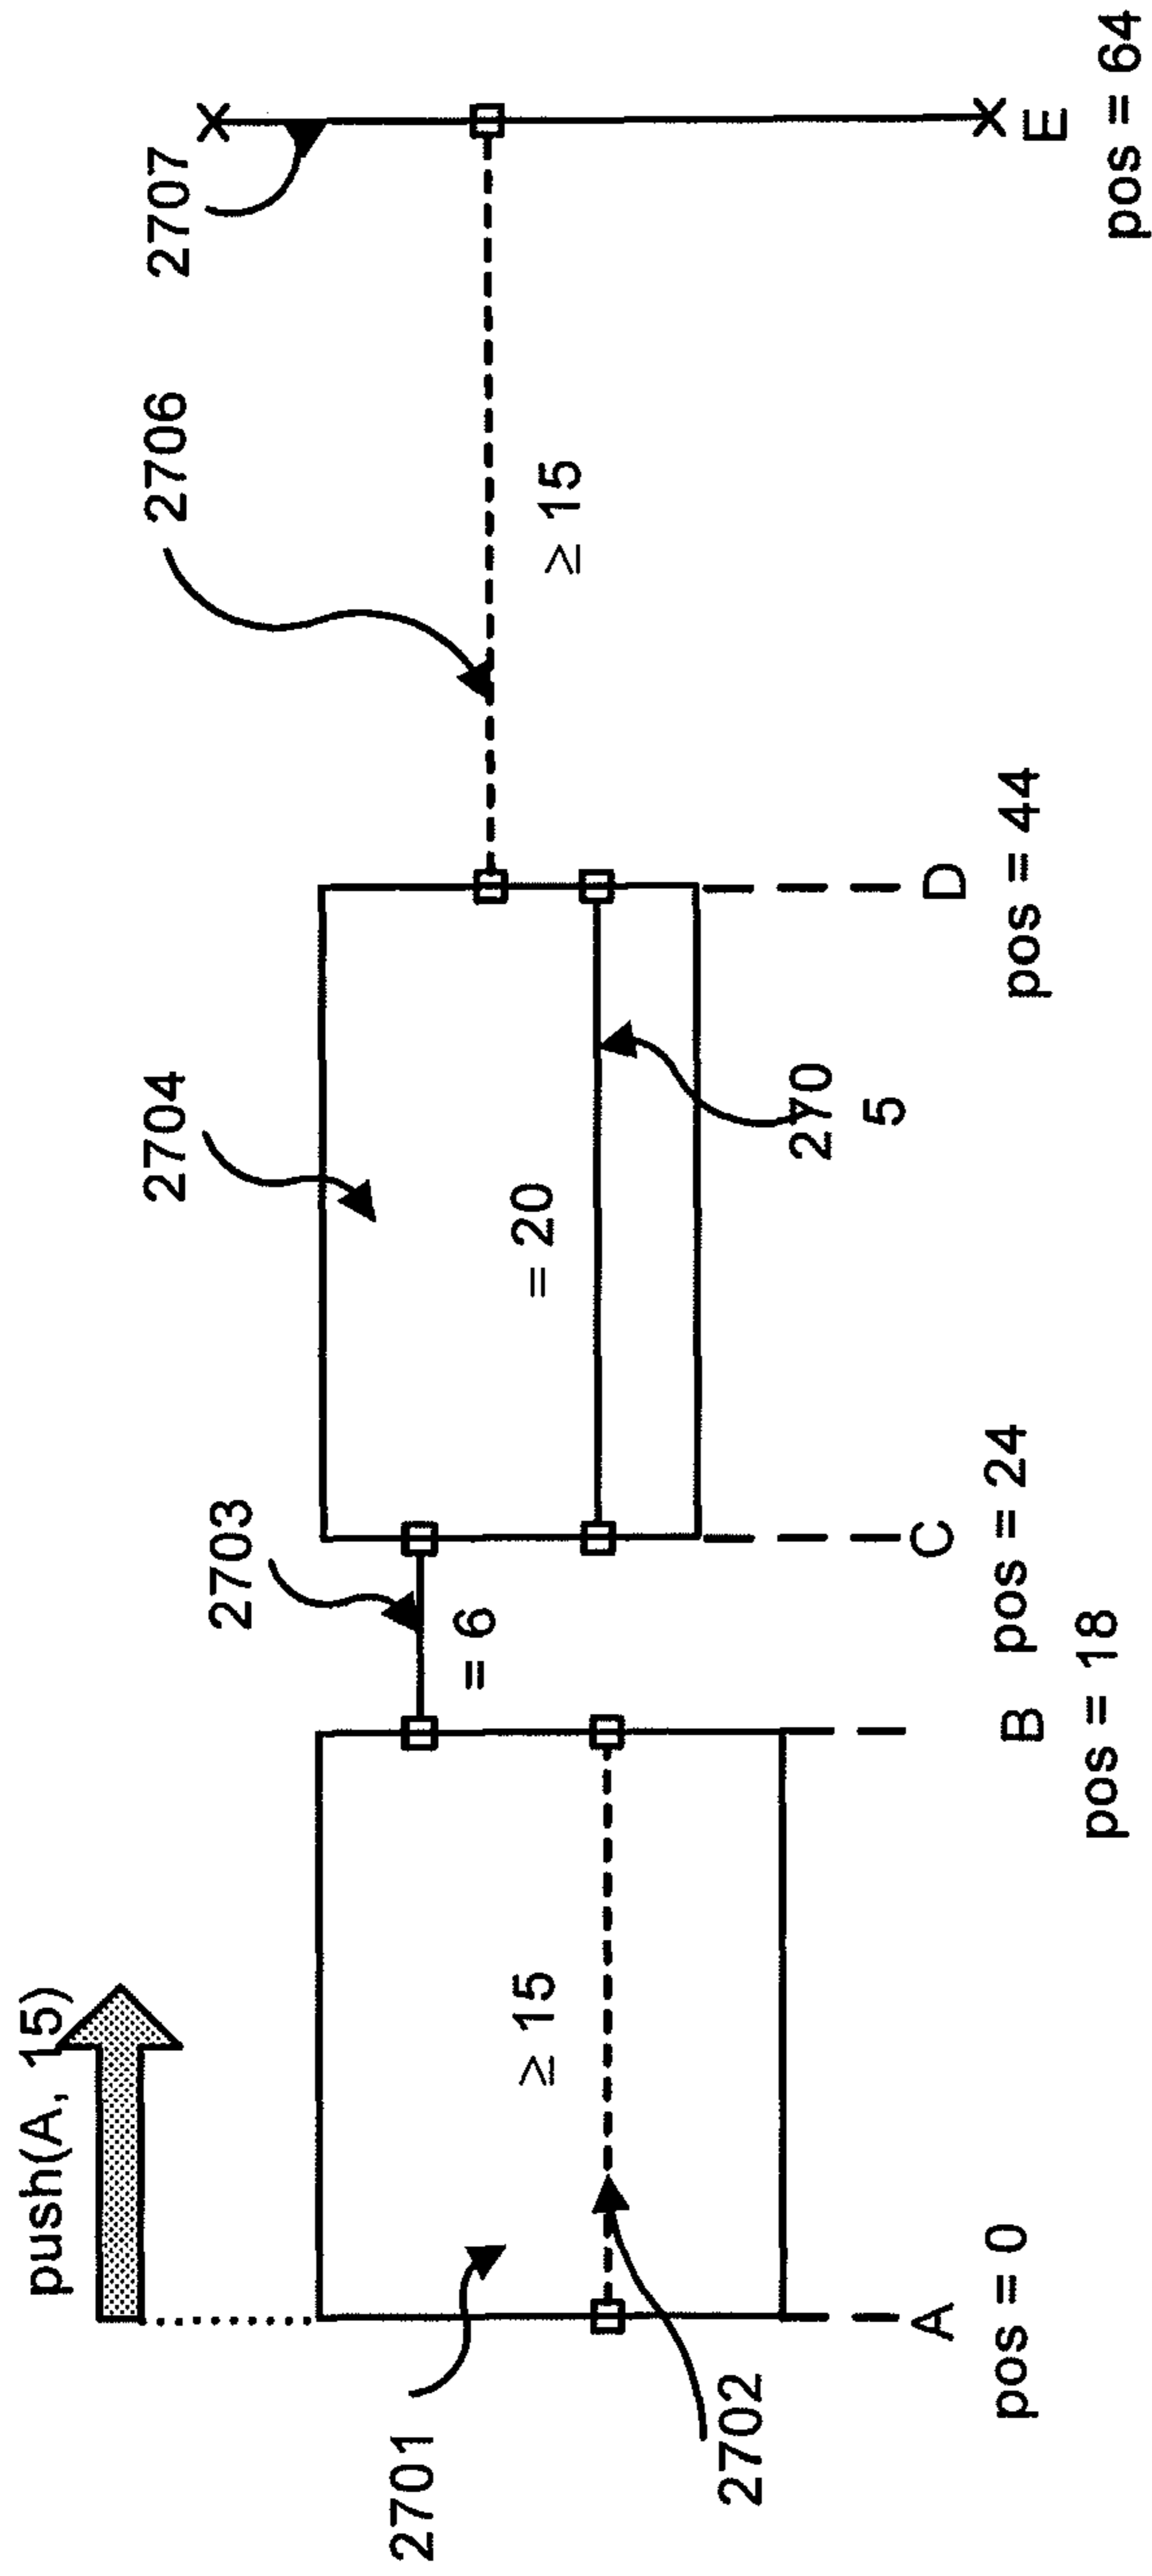 push(A, 15)
2701
2702
≥ 15
2703
= 6
2704
= 20
270
5
2706
≥ 15
2707
A
pos = 0
B
pos = 18
C
pos = 24
D
pos = 44
E
pos = 64